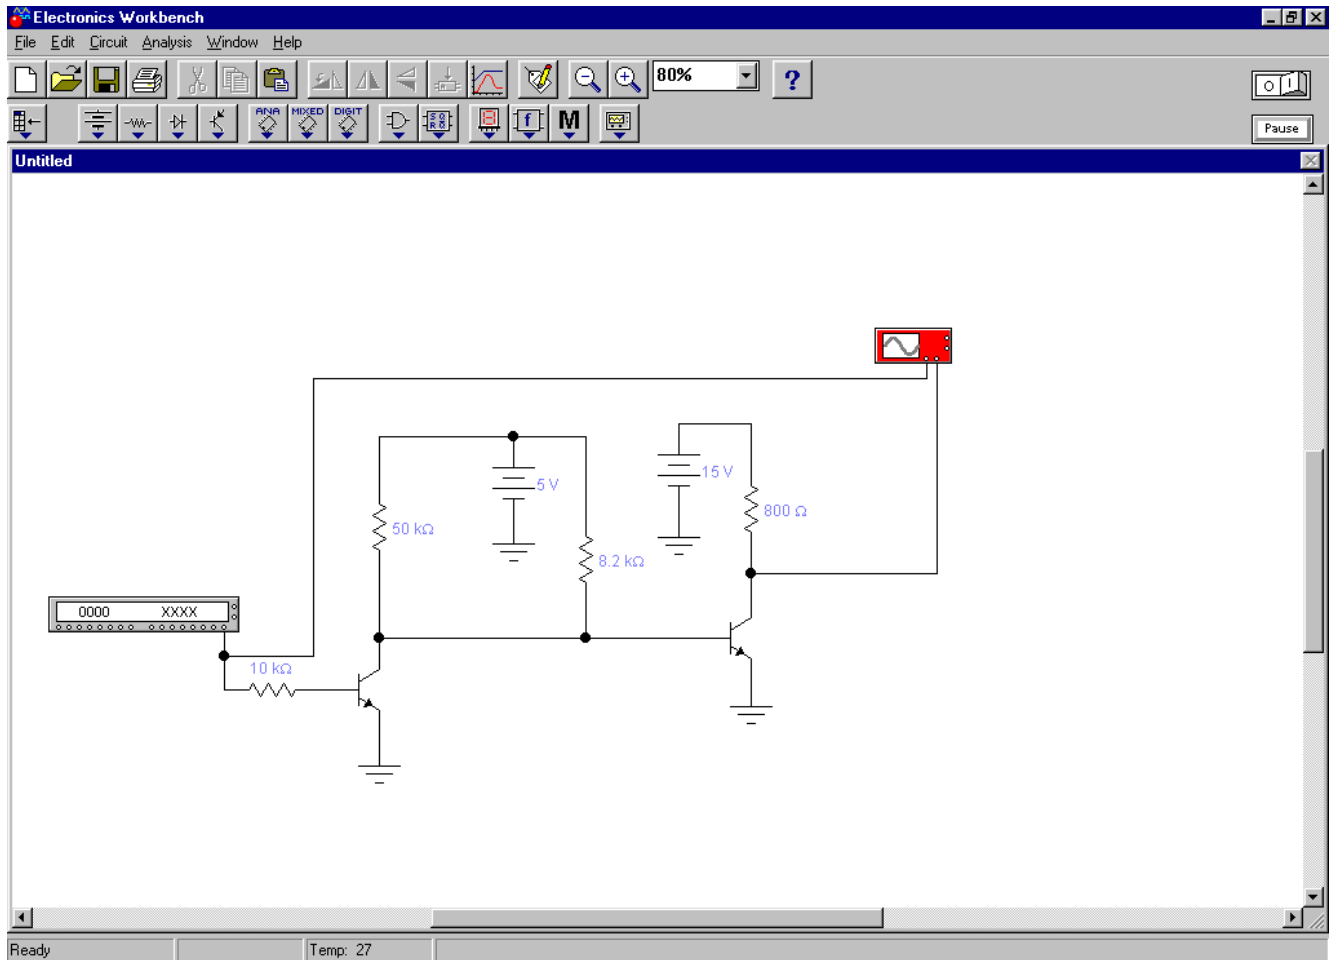 Electronics Workbench
File Edit Circuit Analysis Window Help
80% ?
ANA MIXED DIGIT
f M
Pause
Untitled
5 V
15 V
50 kΩ
800 Ω
8.2 kΩ
0000 XXXX
10 kΩ
Ready Temp: 27